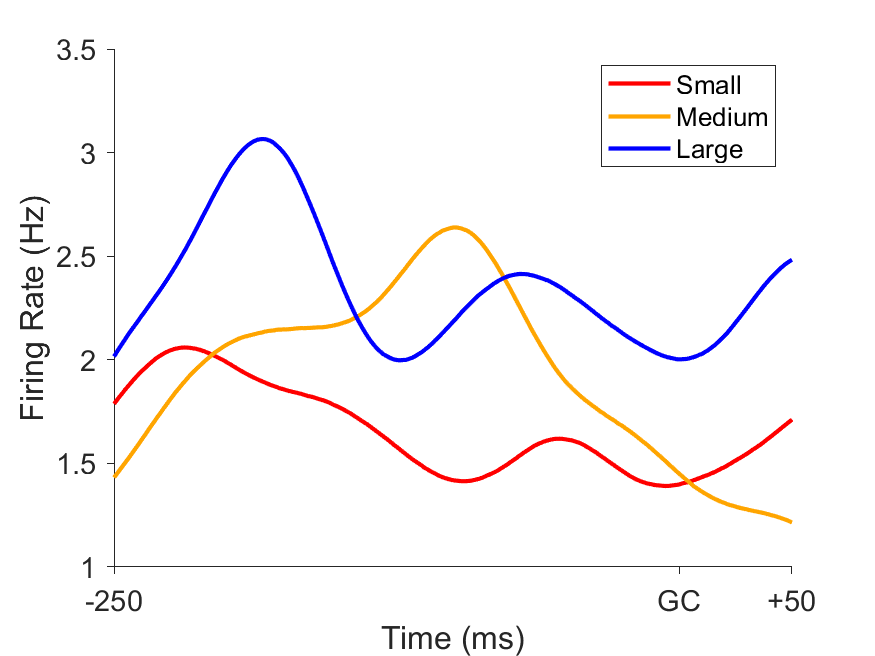 3.5
3
2.5
2
1.5
1
Firing Rate (Hz)
Small
Medium
Large
-250
GC
+50
Time (ms)